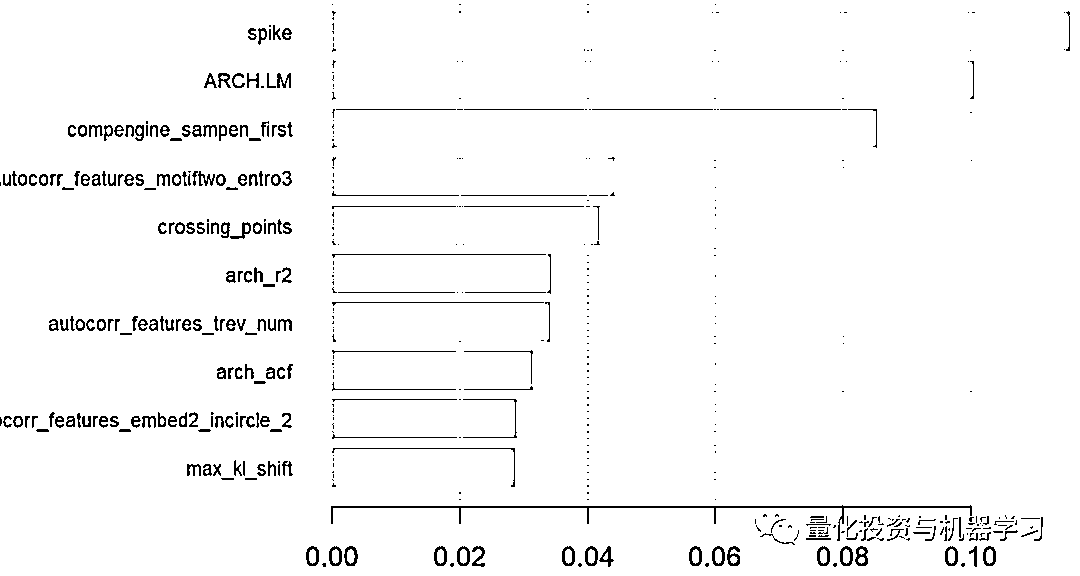 spike
ARCH.LM
compengine_sampen_first
utocorr_features_motiftwo_entro3
crossing_points
arch_r2
autocorr_features_trev_num
arch_acf
ocorr_features_embed2_incircle_2
max_kl_shift
量化投资与机器学习
0.00 0.02 0.04 0.06 0.08 0.10